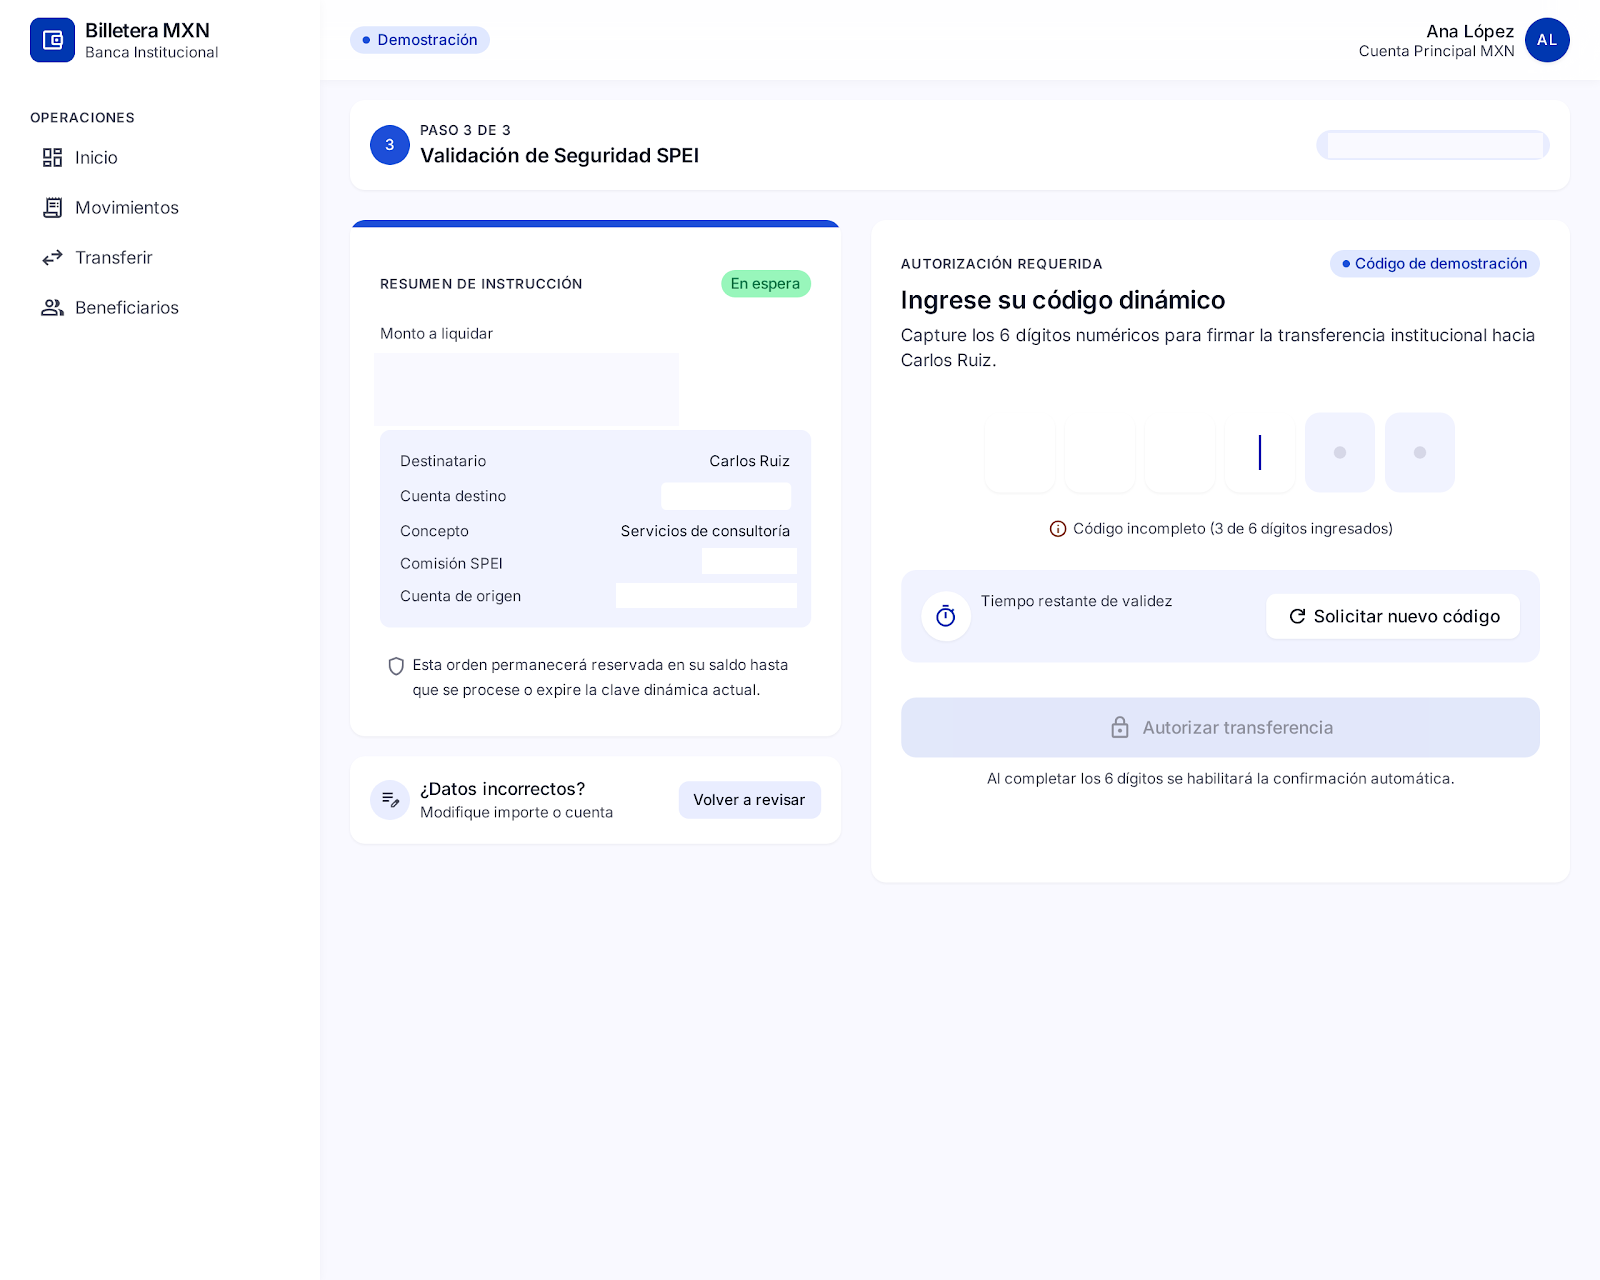 Billetera MXN
Banca Institucional
OPERACIONES
Inicio
Movimientos
Transferir
Beneficiarios
Demostración
Ana López
Cuenta Principal MXN
AL
3
PASO 3 DE 3
Validación de Seguridad SPEI
RESUMEN DE INSTRUCCIÓN
En espera
Monto a liquidar
Destinatario
Carlos Ruiz
Cuenta destino
Concepto
Servicios de consultoría
Comisión SPEI
Cuenta de origen
Esta orden permanecerá reservada en su saldo hasta
que se procese o expire la clave dinámica actual.
¿Datos incorrectos?
Modifique importe o cuenta
Volver a revisar
AUTORIZACIÓN REQUERIDA
Código de demostración
Ingrese su código dinámico
Capture los 6 dígitos numéricos para firmar la transferencia institucional hacia
Carlos Ruiz.
Código incompleto (3 de 6 dígitos ingresados)
Tiempo restante de validez
Solicitar nuevo código
Autorizar transferencia
Al completar los 6 dígitos se habilitará la confirmación automática.